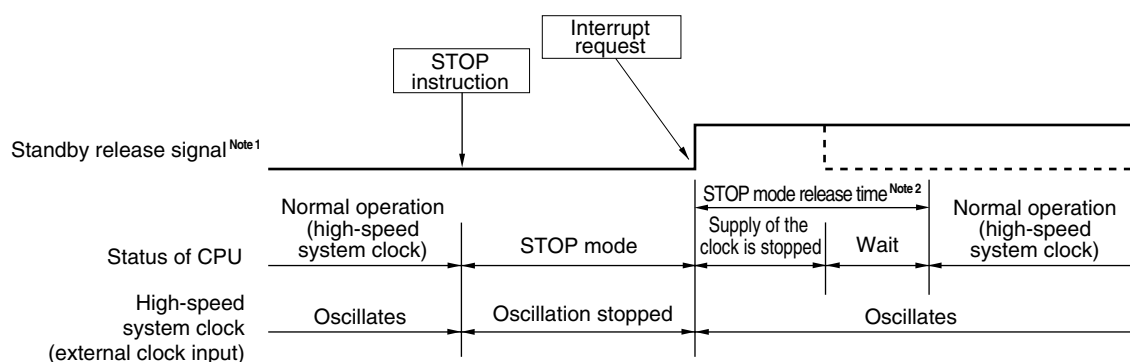 Interrupt
request
STOP
instruction
Standby release signal Note 1
STOP mode release time Note 2
Status of CPU
Normal operation
(high-speed
system clock)
STOP mode
Supply of the
clock is stopped
Wait
Normal operation
(high-speed
system clock)
High-speed
system clock
(external clock input)
Oscillates
Oscillation stopped
Oscillates